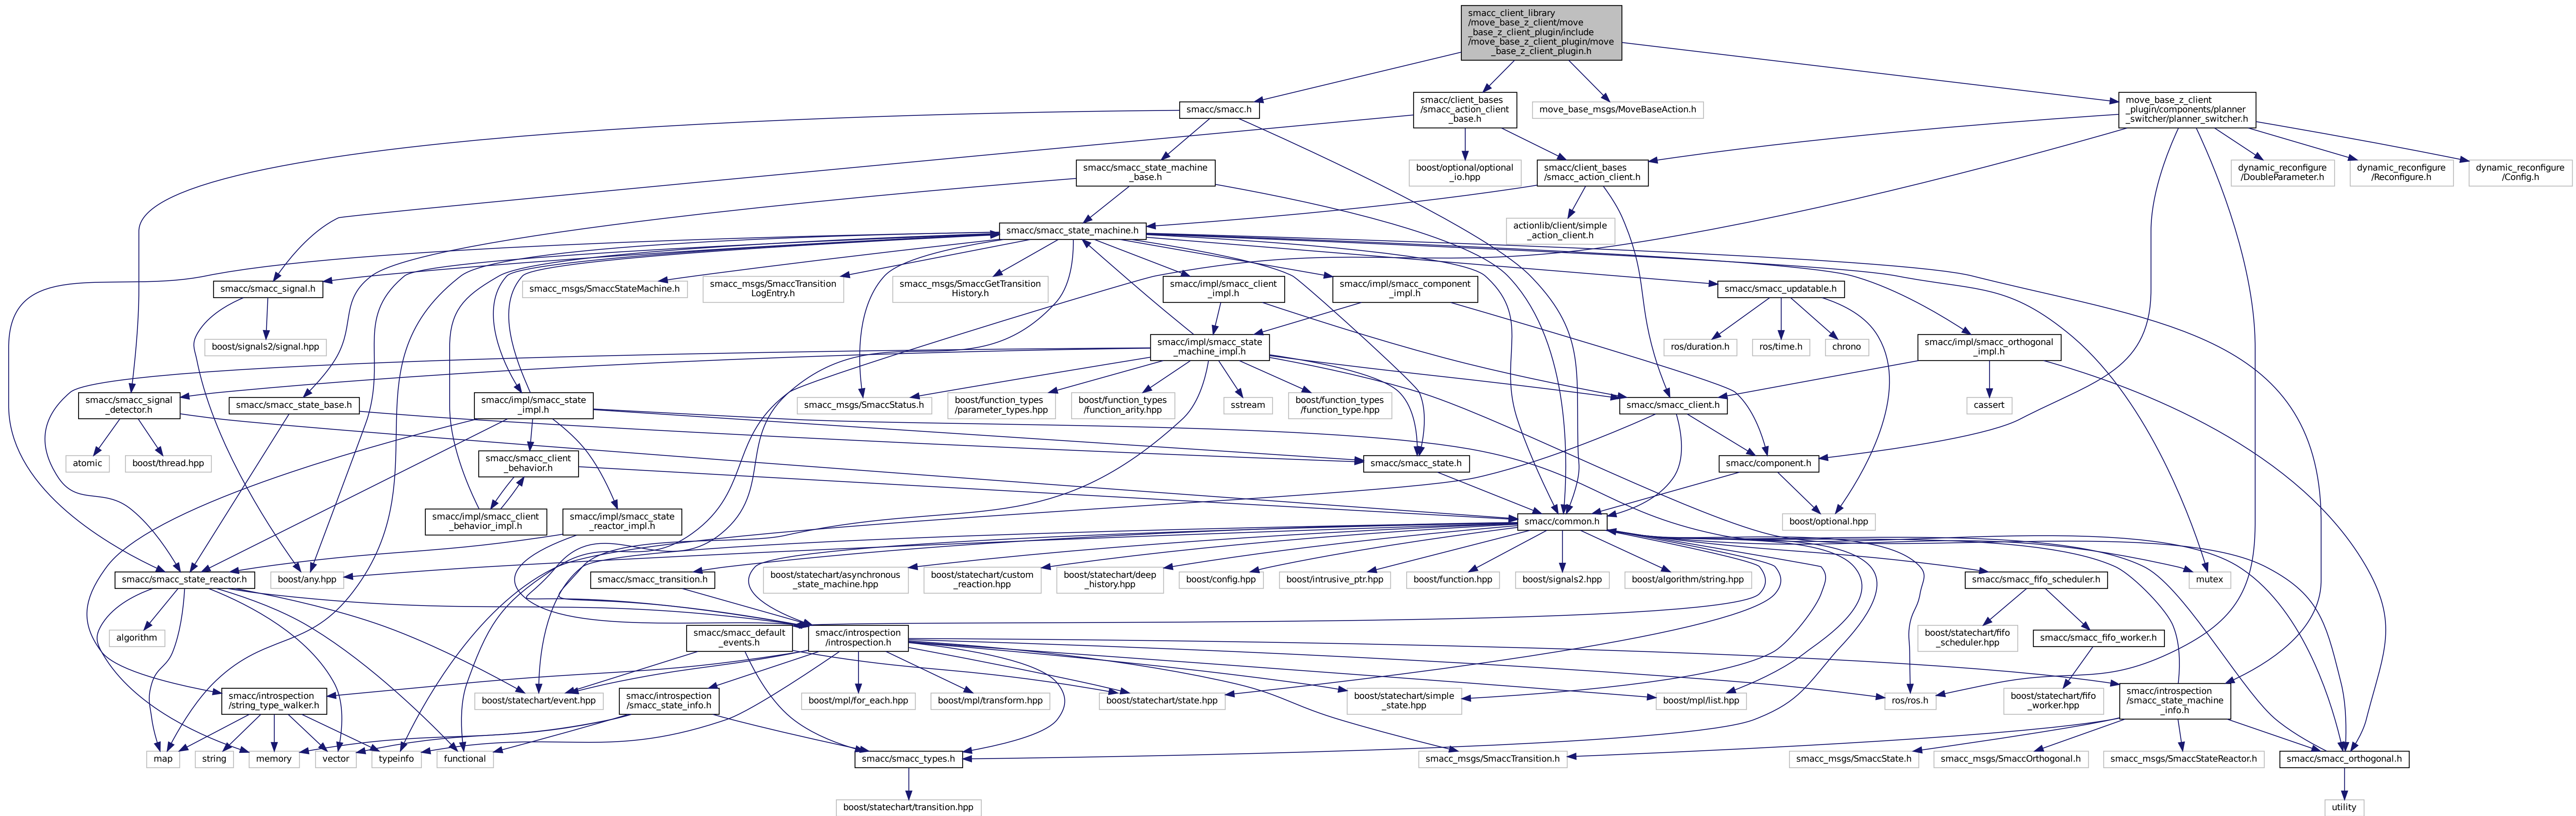 smacc_client_library
/move_base_z_client/move
_base_z_client_plugin/include
/move_base_z_client_plugin/move
_base_z_client_plugin.h
smacc/smacc.h
smacc/client_bases
/smacc_action_client
_base.h
move_base_msgs/MoveBaseAction.h
move_base_z_client
_plugin/components/planner
_switcher/planner_switcher.h
smacc/smacc_state_machine
_base.h
boost/optional/optional
_io.hpp
smacc/client_bases
/smacc_action_client.h
dynamic_reconfigure
/DoubleParameter.h
dynamic_reconfigure
/Reconfigure.h
dynamic_reconfigure
/Config.h
smacc/smacc_state_machine.h
actionlib/client/simple
_action_client.h
smacc/smacc_signal.h
smacc_msgs/SmaccStateMachine.h
smacc_msgs/SmaccTransition
LogEntry.h
smacc_msgs/SmaccGetTransition
History.h
smacc/impl/smacc_client
_impl.h
smacc/impl/smacc_component
_impl.h
smacc/smacc_updatable.h
boost/signals2/signal.hpp
smacc/impl/smacc_state
_machine_impl.h
ros/duration.h
ros/time.h
chrono
smacc/impl/smacc_orthogonal
_impl.h
smacc/smacc_signal
_detector.h
smacc/smacc_state_base.h
smacc/impl/smacc_state
_impl.h
smacc_msgs/SmaccStatus.h
boost/function_types
/parameter_types.hpp
boost/function_types
/function_arity.hpp
sstream
boost/function_types
/function_type.hpp
smacc/smacc_client.h
cassert
atomic
boost/thread.hpp
smacc/smacc_client
_behavior.h
smacc/smacc_state.h
smacc/component.h
smacc/impl/smacc_client
_behavior_impl.h
smacc/impl/smacc_state
_reactor_impl.h
smacc/common.h
boost/optional.hpp
smacc/smacc_state_reactor.h
boost/any.hpp
smacc/smacc_transition.h
boost/statechart/asynchronous
_state_machine.hpp
boost/statechart/custom
_reaction.hpp
boost/statechart/deep
_history.hpp
boost/config.hpp
boost/intrusive_ptr.hpp
boost/function.hpp
boost/signals2.hpp
boost/algorithm/string.hpp
smacc/smacc_fifo_scheduler.h
mutex
algorithm
smacc/smacc_default
_events.h
smacc/introspection
/introspection.h
boost/statechart/fifo
_scheduler.hpp
smacc/smacc_fifo_worker.h
smacc/introspection
/string_type_walker.h
boost/statechart/event.hpp
smacc/introspection
/smacc_state_info.h
boost/mpl/for_each.hpp
boost/mpl/transform.hpp
boost/statechart/state.hpp
boost/statechart/simple
_state.hpp
boost/mpl/list.hpp
ros/ros.h
boost/statechart/fifo
_worker.hpp
smacc/introspection
/smacc_state_machine
_info.h
map
string
memory
vector
typeinfo
functional
smacc/smacc_types.h
smacc_msgs/SmaccTransition.h
smacc_msgs/SmaccState.h
smacc_msgs/SmaccOrthogonal.h
smacc_msgs/SmaccStateReactor.h
smacc/smacc_orthogonal.h
boost/statechart/transition.hpp
utility